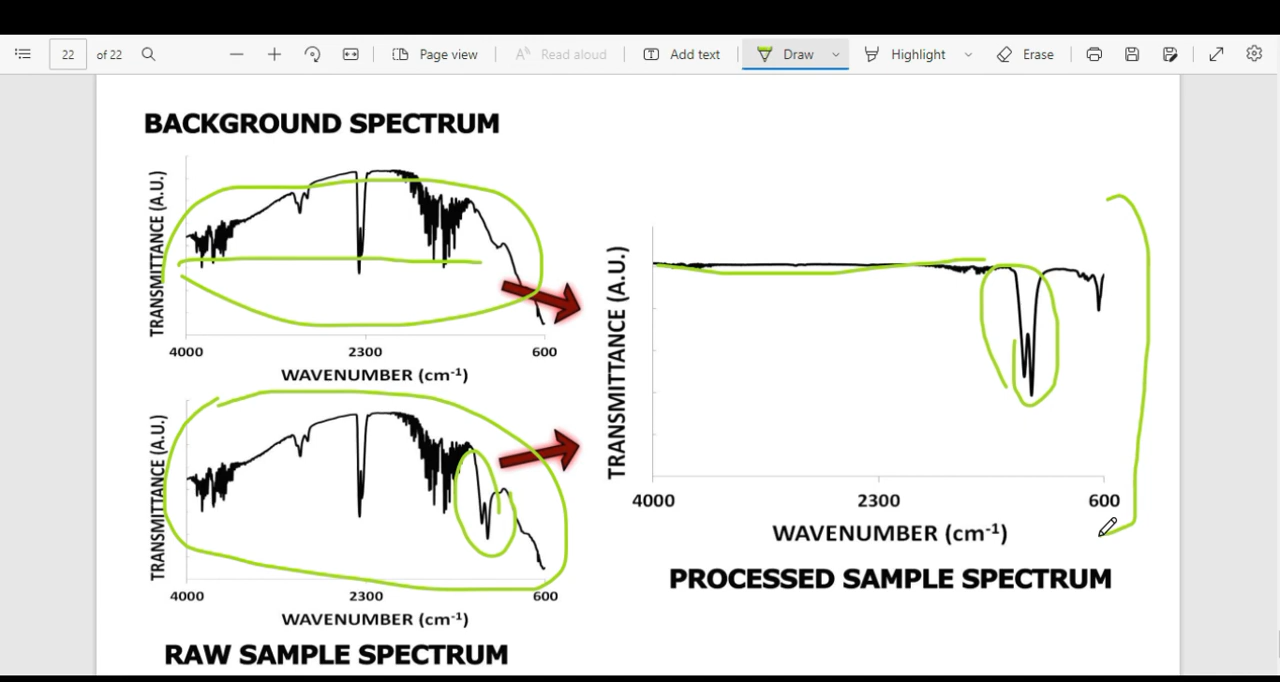 22 of 22 Page view Read aloud Add text Draw Highlight Erase
BACKGROUND SPECTRUM
TRANSMITTANCE (A.U.)
4000 2300 600
WAVENUMBER (cm-1)
TRANSMITTANCE (A.U.)
4000 2300 600
WAVENUMBER (cm-1)
RAW SAMPLE SPECTRUM
TRANSMITTANCE (A.U.)
4000 2300 600
WAVENUMBER (cm-1)
PROCESSED SAMPLE SPECTRUM